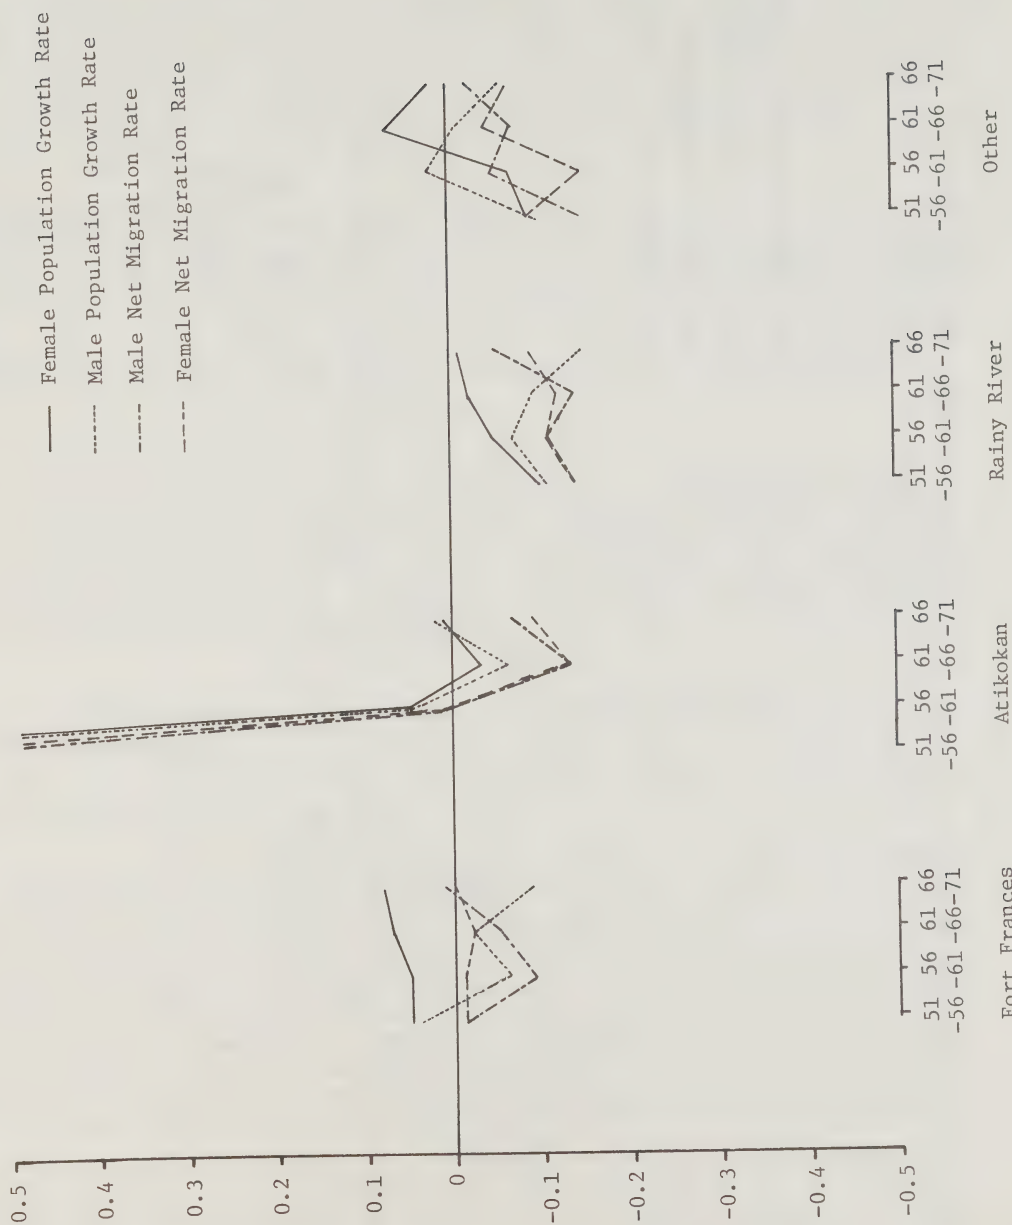 Female Population Growth Rate
Male Population Growth Rate
Male Net Migration Rate
Female Net Migration Rate
0.5
0.4
0.3
0.2
0.1
0
-0.1
-0.2
-0.3
-0.4
-0.5
51 56 61 66
-56-61-66-71
Fort Frances
51 56 61 66
-56-61-66-71
Atikokan
51 56 61 66
-56-61-66-71
Rainy River
51 56 61 66
-56-61-66-71
Other